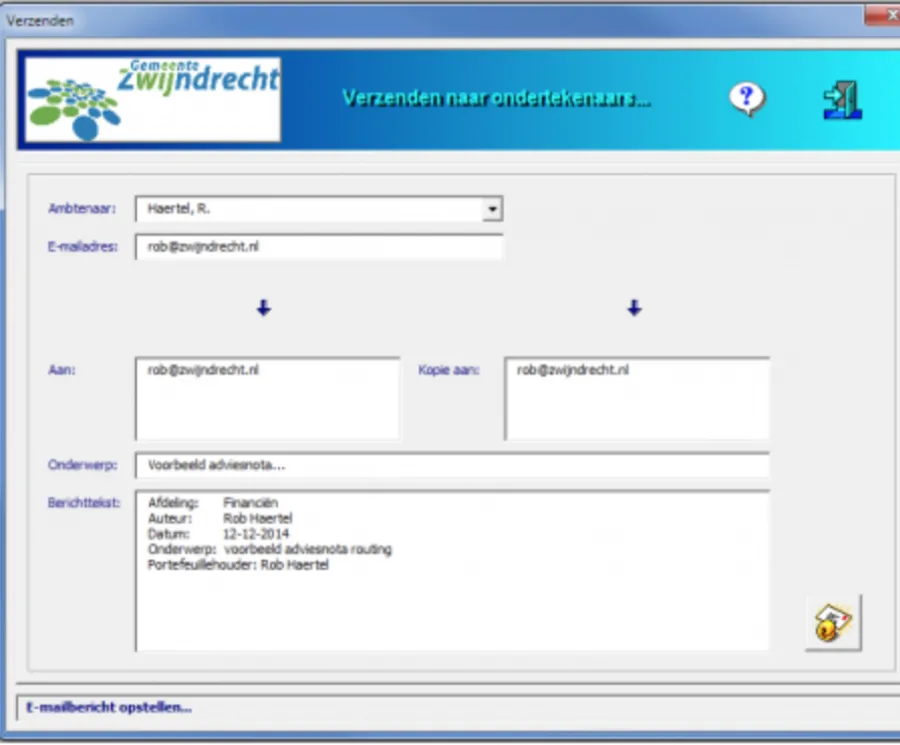 Verzenden
Gemeente
Zwijndrecht
Verzenden naar ondertekenaars...
?
Ambtenaar: Haertel, R.
E-mailadres: rob@zwijndrecht.nl
Aan: rob@zwijndrecht.nl Kopie aan: rob@zwijndrecht.nl
Onderwerp: Voorbeeld adviesnota...
Berichttekst: Afdeling: Financiën
Auteur: Rob Haertel
Datum: 12-12-2014
Onderwerp: voorbeeld adviesnota routing
Portefeuillehouder: Rob Haertel
E-mailbericht opstellen...